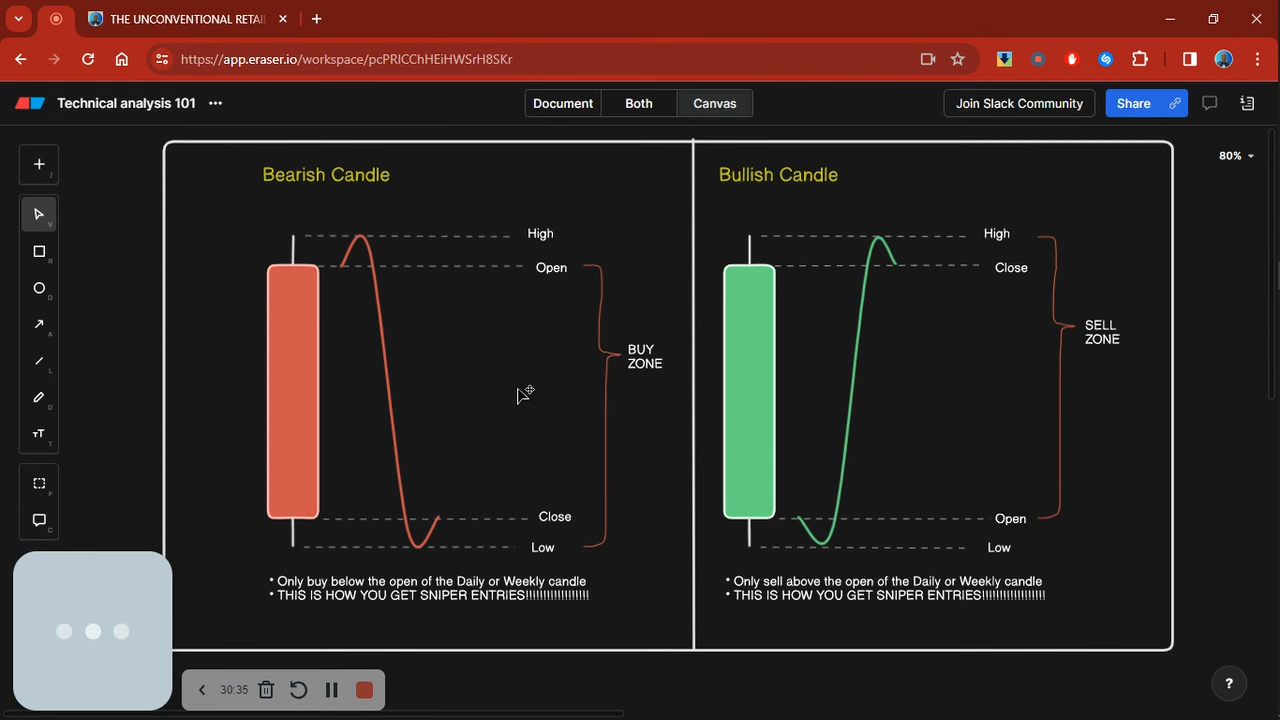 THE UNCONVENTIONAL RETAI
https://app.eraser.io/workspace/pcPRICChHEiHWSrH8SKr
Technical analysis 101
Document
Both
Canvas
Join Slack Community
Share
80%
Bearish Candle
High
Open
BUY
ZONE
Close
Low
* Only buy below the open of the Daily or Weekly candle
* THIS IS HOW YOU GET SNIPER ENTRIES!!!!!!!!!!!!!!!!!!
Bullish Candle
High
Close
SELL
ZONE
Open
Low
* Only sell above the open of the Daily or Weekly candle
* THIS IS HOW YOU GET SNIPER ENTRIES!!!!!!!!!!!!!!!!!!
30:35
?